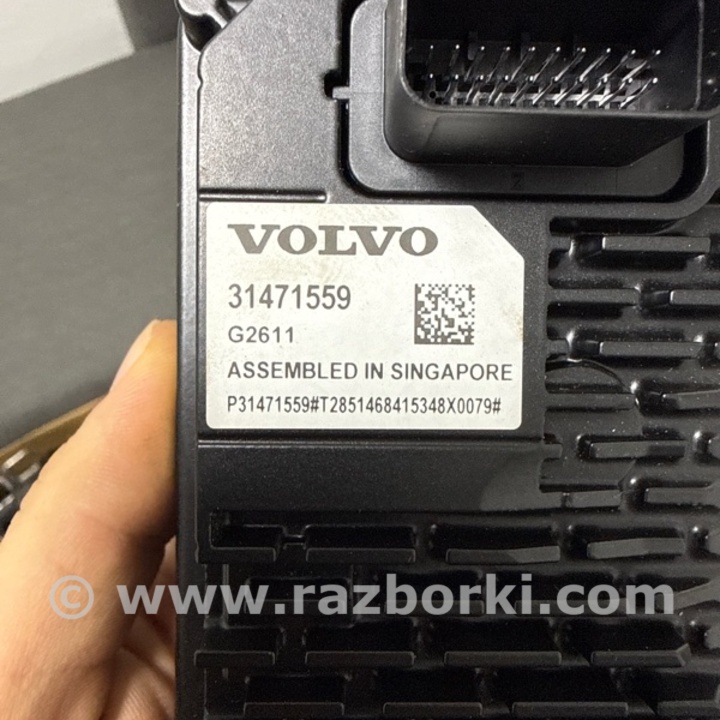 VOLVO
31471559
G2611
ASSEMBLED IN SINGAPORE
P31471559#T2851468415348X0079#
© www.razborki.com